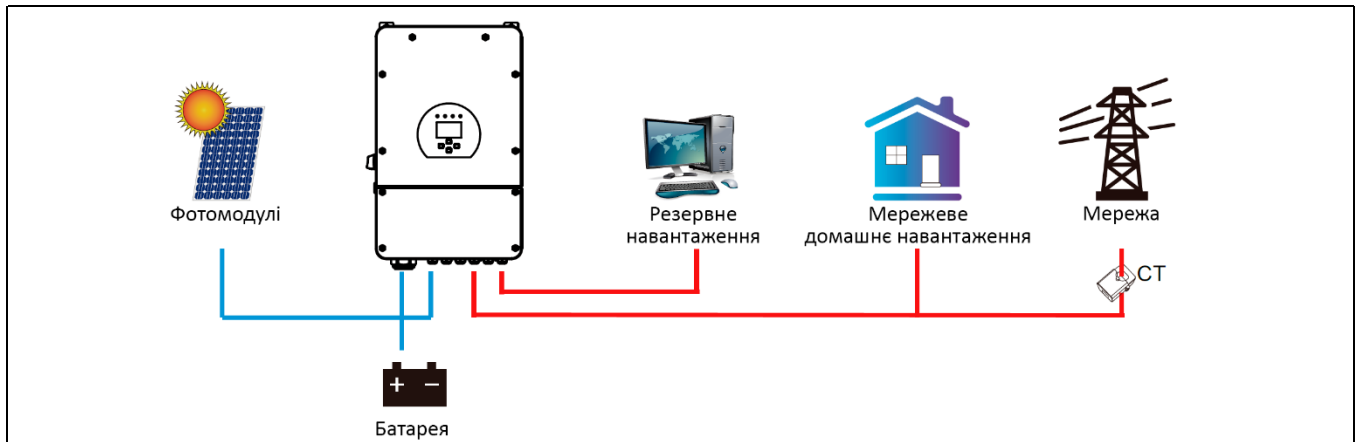 Фотомодулі
Резервне
навантаження
Мережеве
домашнє навантаження
Мережа
CT
Батарея